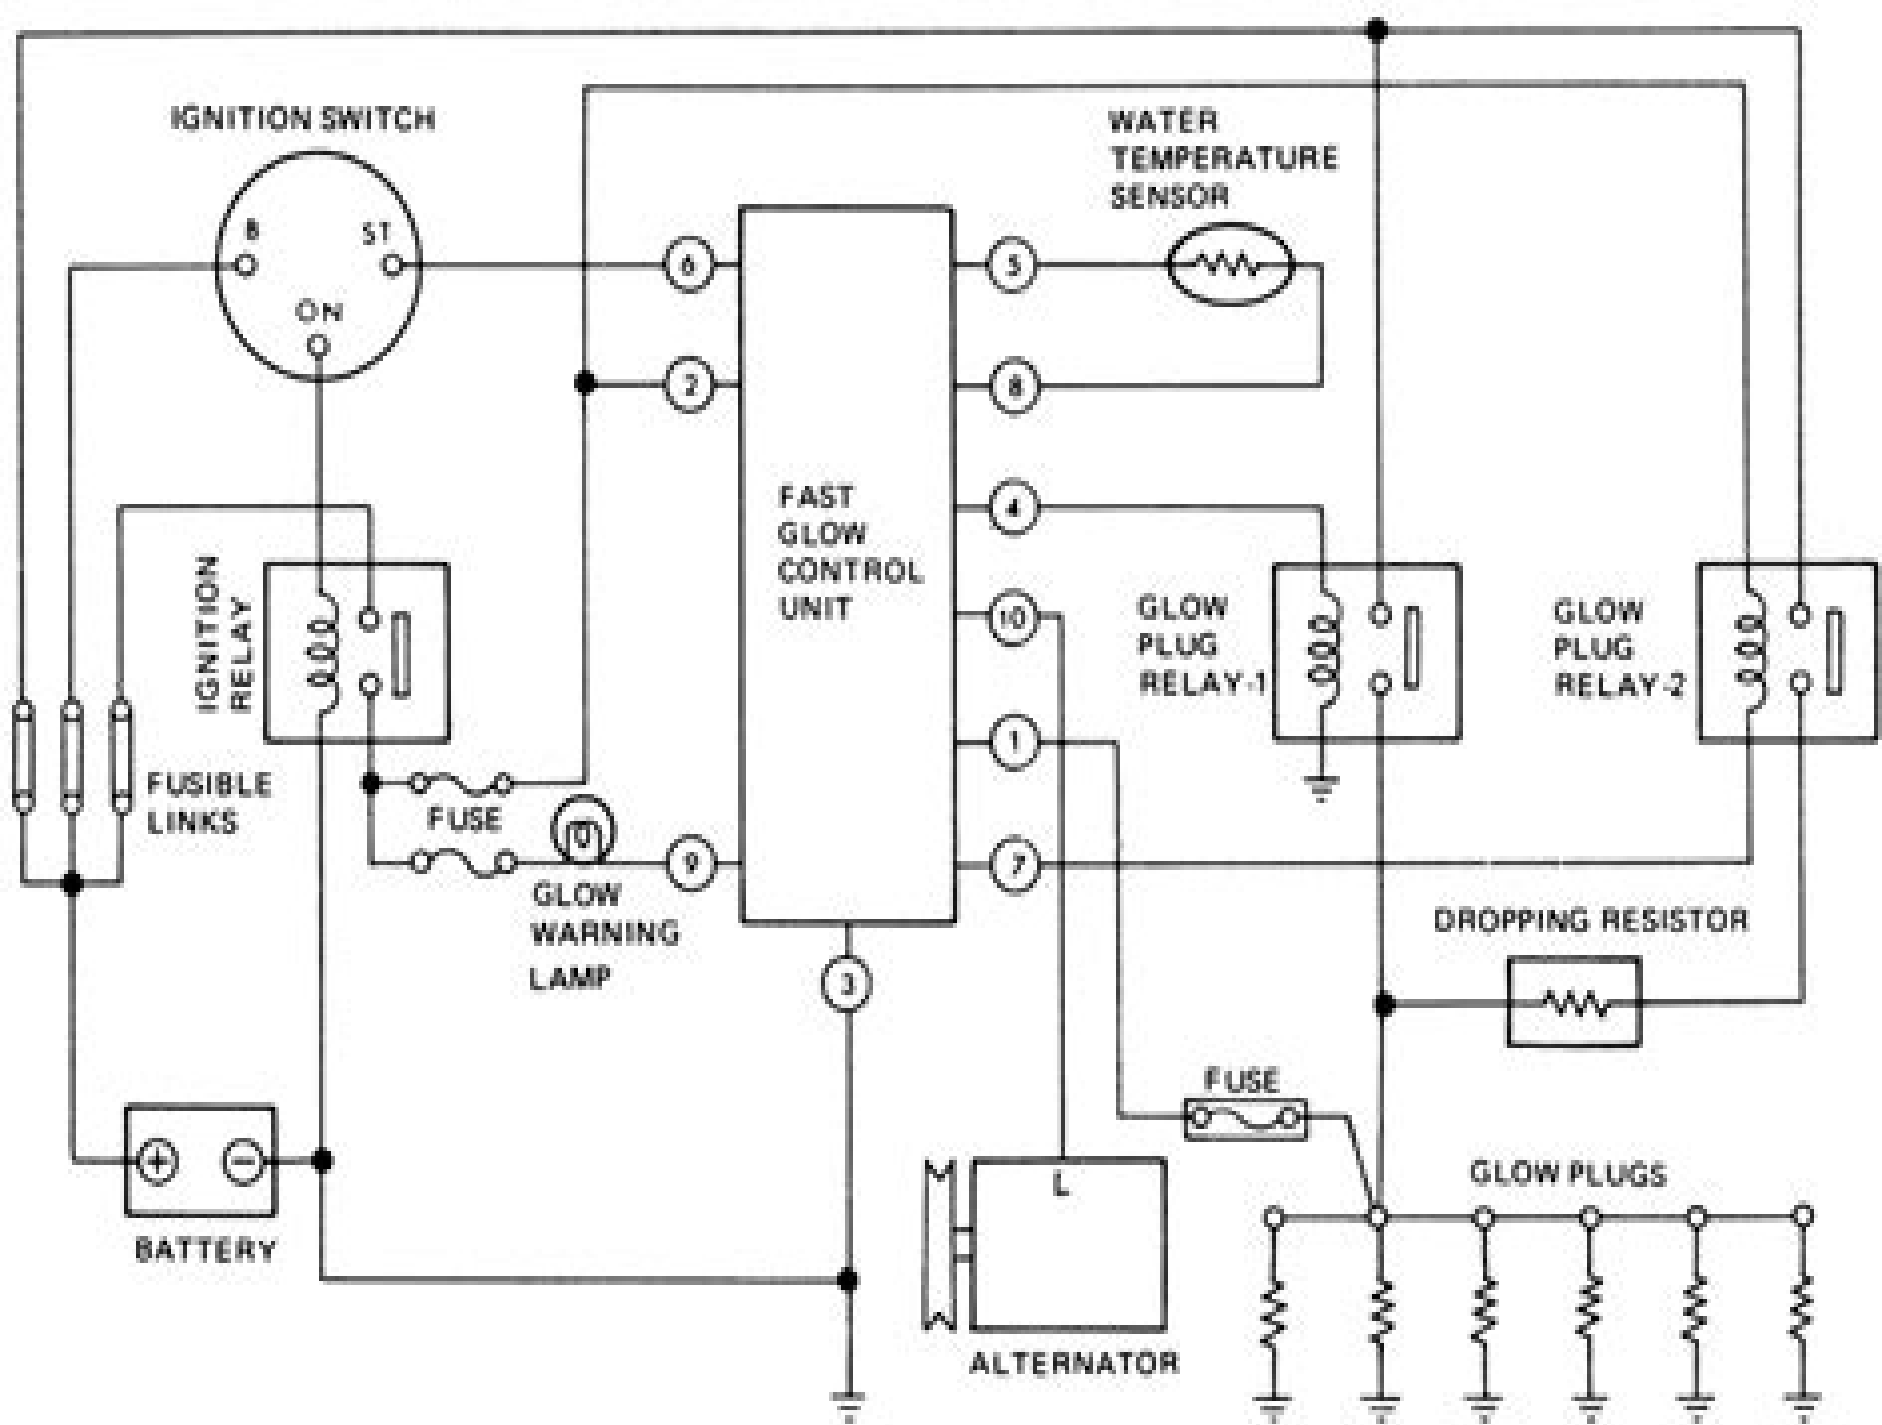 IGNITION SWITCH
B
ST
ON
WATER
TEMPERATURE
SENSOR
6
5
2
8
4
10
1
9
7
3
FAST
GLOW
CONTROL
UNIT
IGNITION
RELAY
GLOW
PLUG
RELAY-1
GLOW
PLUG
RELAY-2
FUSIBLE
LINKS
FUSE
GLOW
WARNING
LAMP
DROPPING RESISTOR
FUSE
+
−
BATTERY
L
ALTERNATOR
GLOW PLUGS